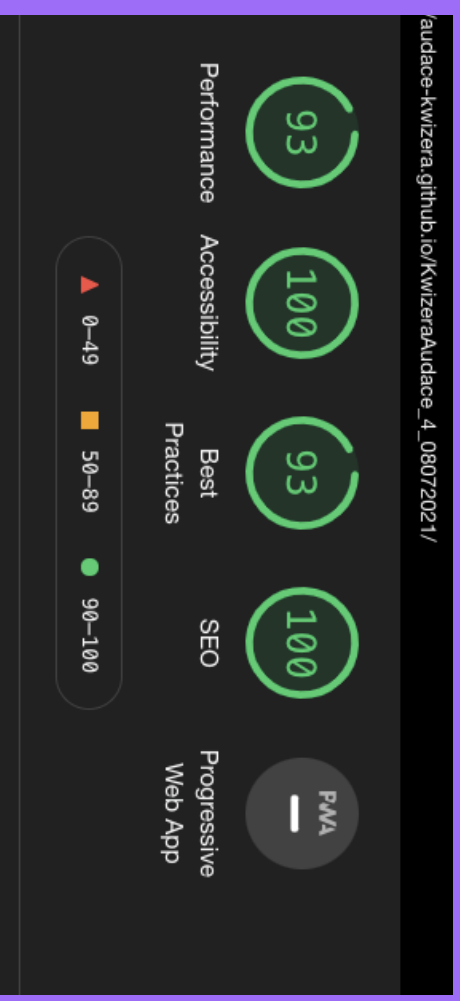 /audace-kwizera.github.io/KwizeraAudace_4_08072021/
93
100
93
100
PWA
Performance
Accessibility
Best
Practices
SEO
Progressive
Web App
0–49
50–89
90–100